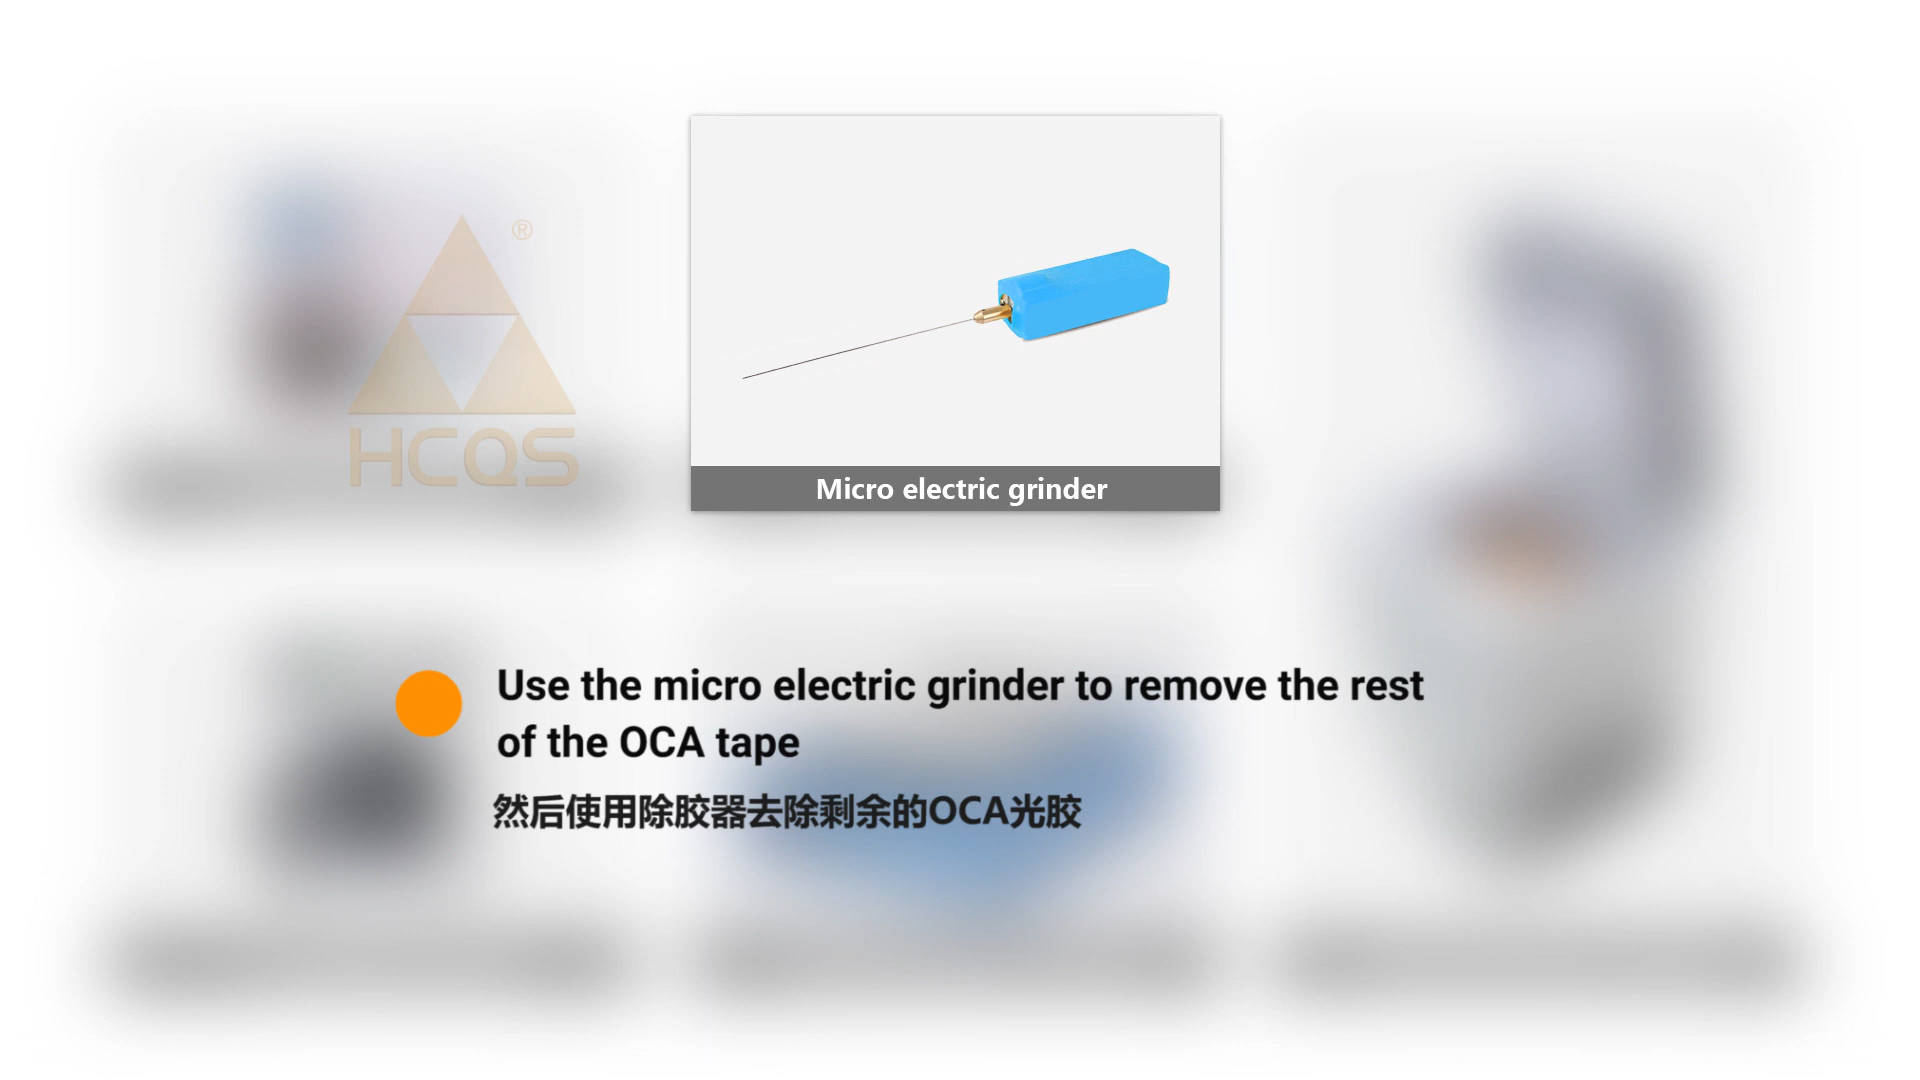 ®
HCQS
Micro electric grinder
Use the micro electric grinder to remove the rest
of the OCA tape
然后使用除胶器去除剩余的OCA光胶